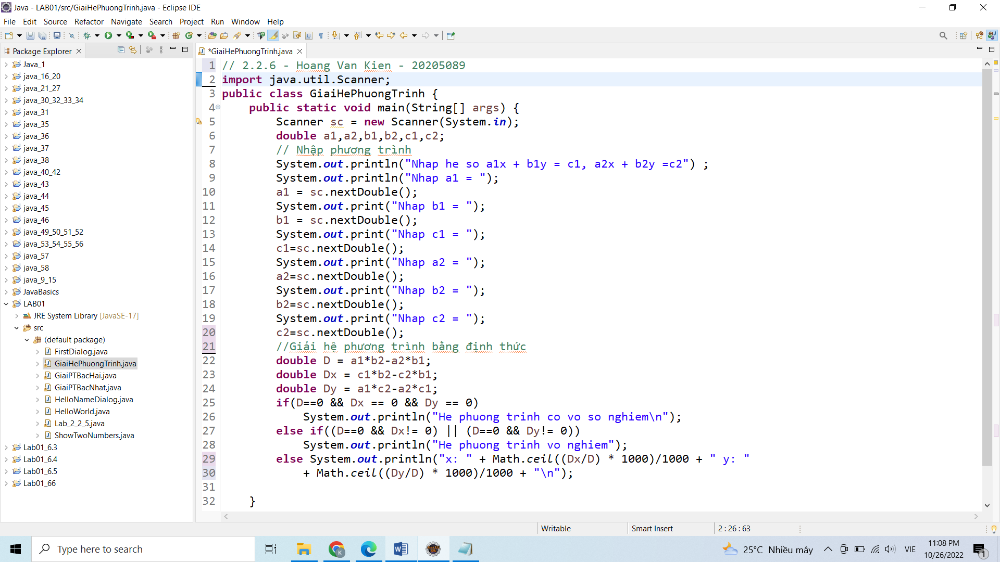 Java - LAB01/src/GiaiHePhuongTrinh.java - Eclipse IDE
File Edit Source Refactor Navigate Search Project Run Window Help
Package Explorer
*GiaiHePhuongTrinh.java
Java_1
java_16_20
java_21_27
java_30_32_33_34
java_31
java_35
java_36
java_37
java_38
java_40_42
java_43
java_44
java_45
java_46
java_49_50_51_52
java_53_54_55_56
java_57
java_58
java_9_15
JavaBasics
LAB01
JRE System Library [JavaSE-17]
src
(default package)
FirstDialog.java
GiaiHePhuongTrinh.java
GiaiPTBacHai.java
GiaiPTBacNhat.java
HelloNameDialog.java
HelloWorld.java
Lab_2_2_5.java
ShowTwoNumbers.java
Lab01_6.3
Lab01_6.4
Lab01_6.5
Lab01_66
1 // 2.2.6 - Hoang Van Kien - 20205089
2 import java.util.Scanner;
3 public class GiaiHePhuongTrinh {
4 public static void main(String[] args) {
5 Scanner sc = new Scanner(System.in);
6 double a1,a2,b1,b2,c1,c2;
7 // Nhập phương trình
8 System.out.println("Nhap he so a1x + b1y = c1, a2x + b2y =c2") ;
9 System.out.println("Nhap a1 = ");
10 a1 = sc.nextDouble();
11 System.out.print("Nhap b1 = ");
12 b1 = sc.nextDouble();
13 System.out.print("Nhap c1 = ");
14 c1=sc.nextDouble();
15 System.out.print("Nhap a2 = ");
16 a2=sc.nextDouble();
17 System.out.print("Nhap b2 = ");
18 b2=sc.nextDouble();
19 System.out.print("Nhap c2 = ");
20 c2=sc.nextDouble();
21 //Giải hệ phương trình bằng định thức
22 double D = a1*b2-a2*b1;
23 double Dx = c1*b2-c2*b1;
24 double Dy = a1*c2-a2*c1;
25 if(D==0 && Dx == 0 && Dy == 0)
26 System.out.println("He phuong trinh co vo so nghiem\n");
27 else if((D==0 && Dx!= 0) || (D==0 && Dy!= 0))
28 System.out.println("He phuong trinh vo nghiem");
29 else System.out.println("x: " + Math.ceil((Dx/D) * 1000)/1000 + " y: "
30 + Math.ceil((Dy/D) * 1000)/1000 + "\n");
31
32 }
Writable Smart Insert 2 : 26 : 63
Type here to search
K
25°C Nhiều mây
VIE
11:08 PM
10/26/2022
1